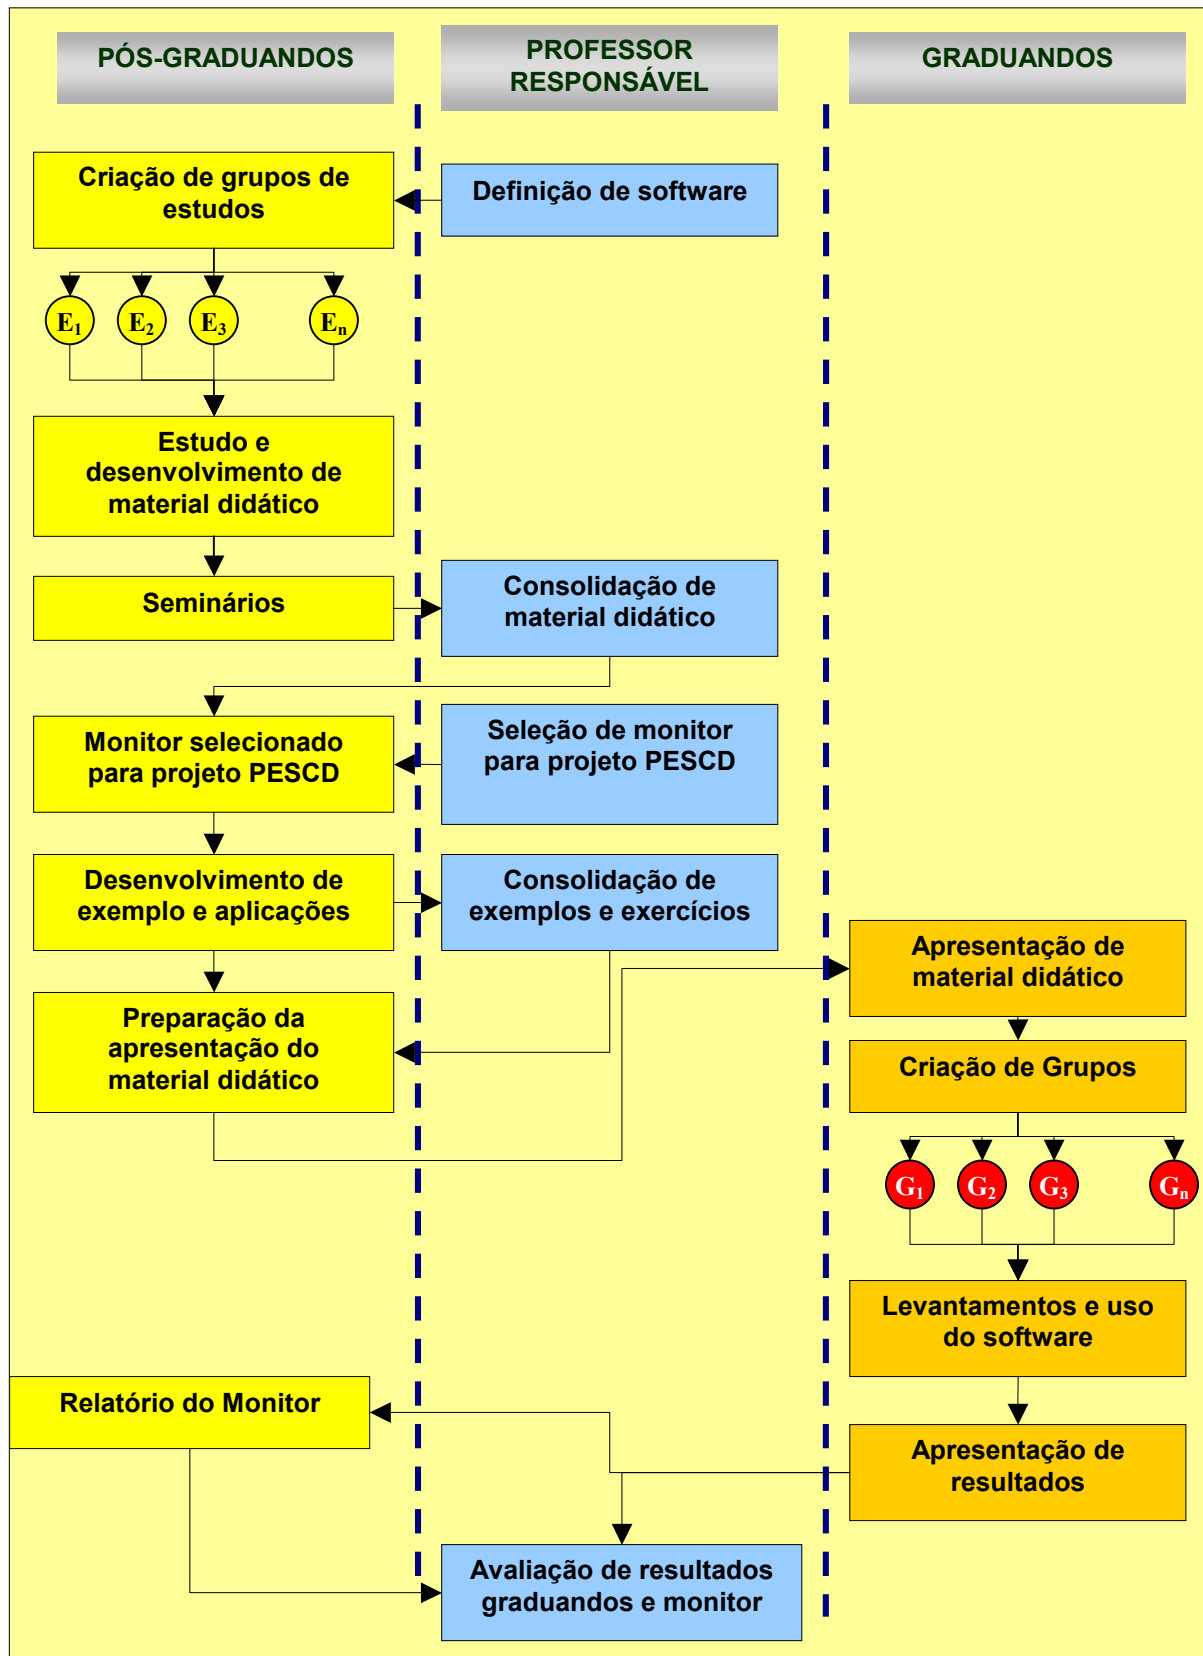 PÓS-GRADUANDOS
PROFESSOR
RESPONSÁVEL
GRADUANDOS
Criação de grupos de
estudos
Definição de software
E1
E2
E3
En
Estudo e
desenvolvimento de
material didático
Seminários
Consolidação de
material didático
Monitor selecionado
para projeto PESCD
Seleção de monitor
para projeto PESCD
Desenvolvimento de
exemplo e aplicações
Consolidação de
exemplos e exercícios
Apresentação de
material didático
Preparação da
apresentação do
material didático
Criação de Grupos
G1
G2
G3
Gn
Levantamentos e uso
do software
Relatório do Monitor
Apresentação de
resultados
Avaliação de resultados
graduandos e monitor